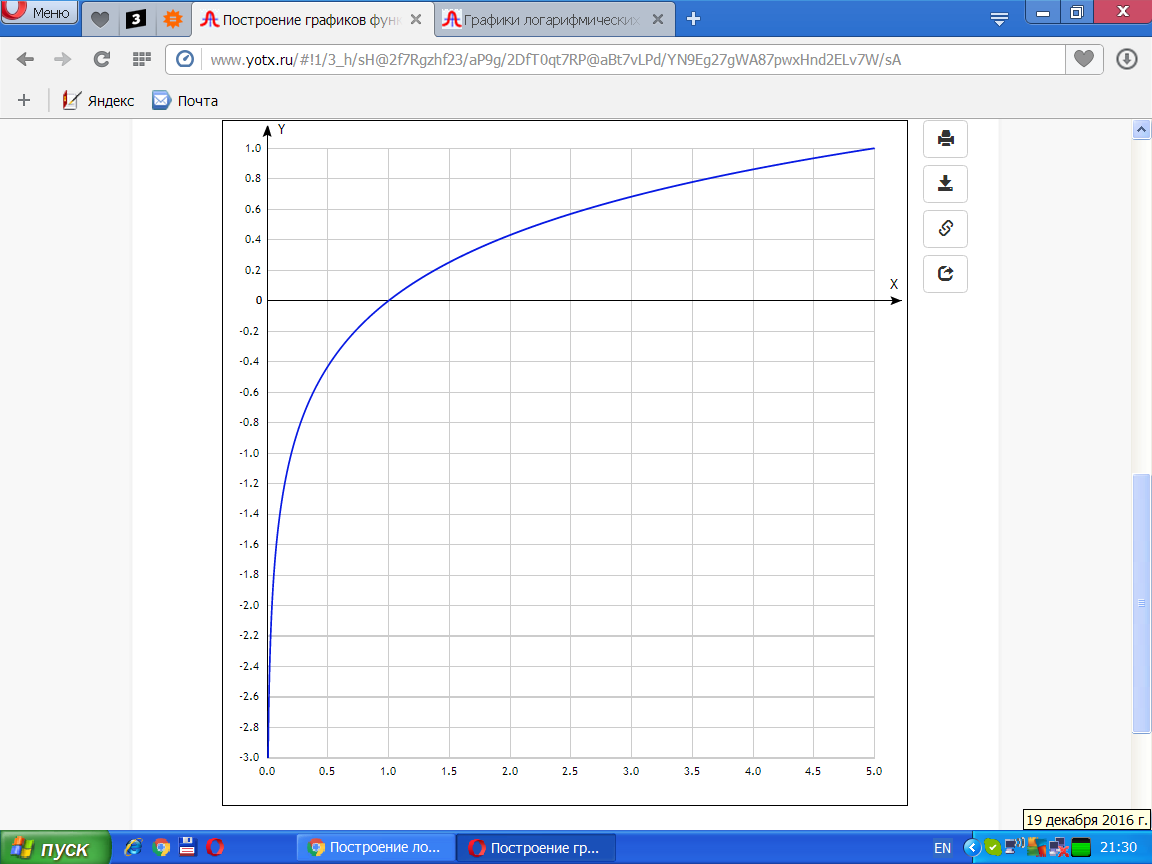 Меню
3
Построение графиков фун
Графики логарифмических
www.yotx.ru/#!1/3_h/sH@2f7Rgzhf23/aP9g/2DfT0qt7RP@aBt7vLPd/YN9Eg27gWA87pwxHnd2ELv7W/sA
Яндекс
Почта
Y
1.0
0.8
0.6
0.4
0.2
X
0
-0.2
-0.4
-0.6
-0.8
-1.0
-1.2
-1.4
-1.6
-1.8
-2.0
-2.2
-2.4
-2.6
-2.8
-3.0
0.0 0.5 1.0 1.5 2.0 2.5 3.0 3.5 4.0 4.5 5.0
19 декабря 2016 г.
пуск
Построение ло...
Построение гр...
EN
21:30